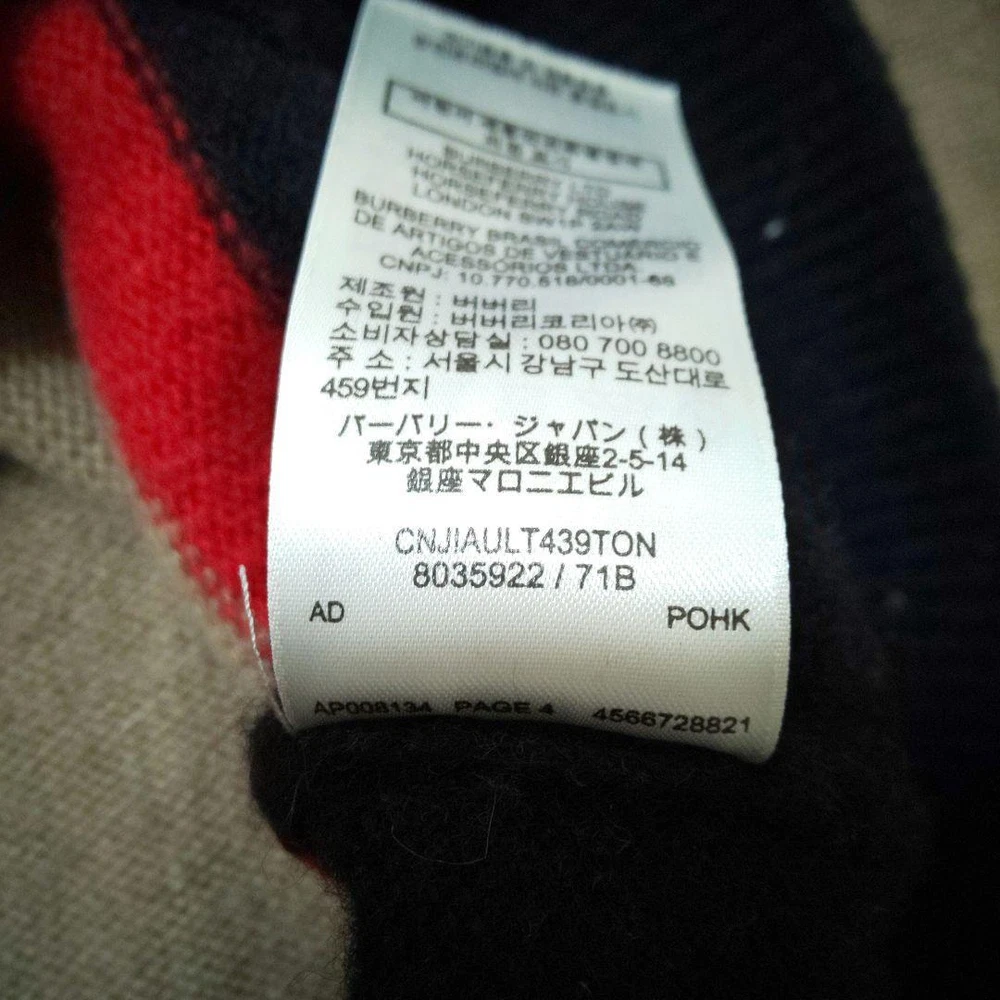 BURBERRY LTD
HORSEFERRY HOUSE
HORSEFERRY ROAD
LONDON SW1P 2AW
BURBERRY BRASIL COMERCIO
DE ARTIGOS DE VESTUARIO E
ACESSORIOS LTDA
CNPJ: 10.770.518/0001-66
제조원 : 버버리
수입원 : 버버리코리아㈜
소비자상담실 : 080 700 8800
주 소 : 서울시 강남구 도산대로
459번지
バーバリー・ジャパン ( 株 )
東京都中央区銀座2-5-14
銀座マロニエビル
CNJIAULT439TON
8035922 / 71B
AD POHK
AP008134 PAGE 4 4566728821